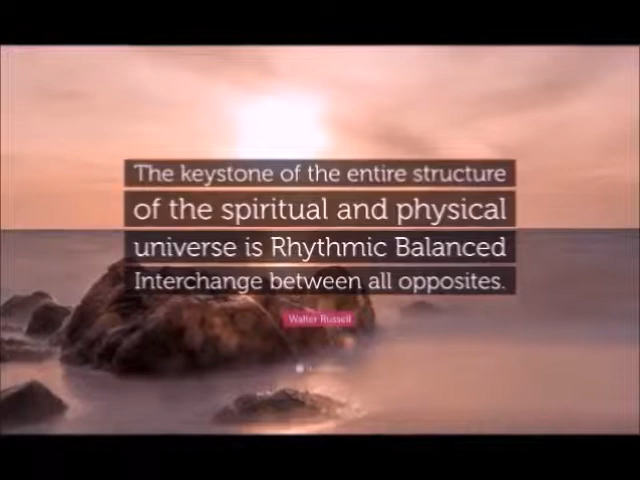 The keystone of the entire structure
of the spiritual and physical
universe is Rhythmic Balanced
Interchange between all opposites.
Walter Russell